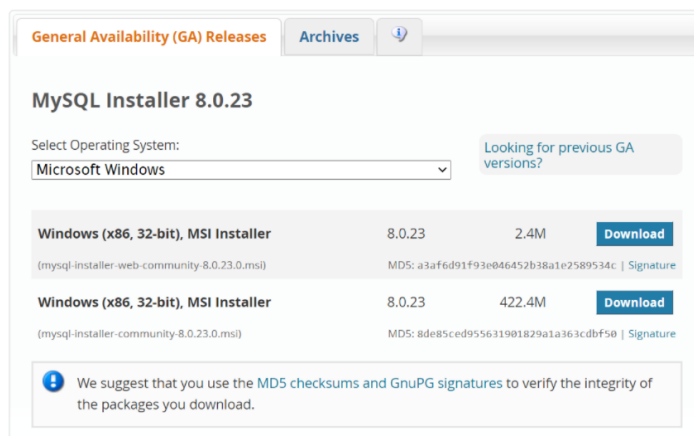 General Availability (GA) Releases
Archives
MySQL Installer 8.0.23
Select Operating System:
Looking for previous GA
versions?
Microsoft Windows
Windows (x86, 32-bit), MSI Installer 8.0.23 2.4M Download
(mysql-installer-web-community-8.0.23.0.msi) MD5: a3af6d91f93e046452b38a1e2589534c | Signature
Windows (x86, 32-bit), MSI Installer 8.0.23 422.4M Download
(mysql-installer-community-8.0.23.0.msi) MD5: 8de85ced955631901829a1a363cdbf50 | Signature
We suggest that you use the MD5 checksums and GnuPG signatures to verify the integrity of
the packages you download.